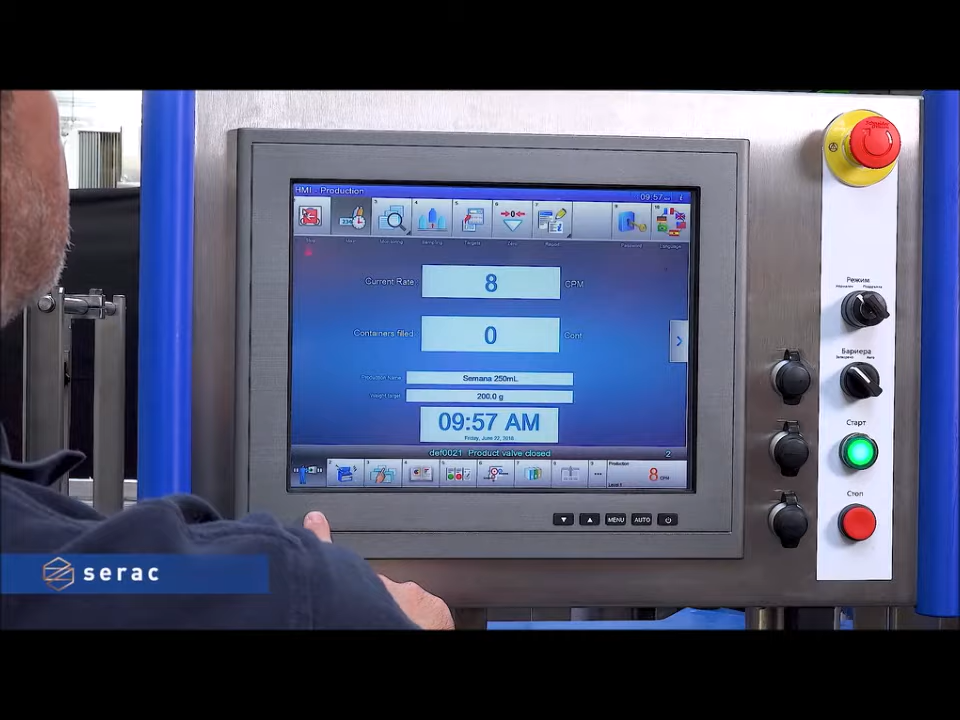 HMI - Production
09:57
Current Rate
8
CPM
Containers filled
0
Cont
Production Name
Semana 250mL
Weight target
200.0 g
09:57 AM
Friday, June 22, 2018
def0021 Product valve closed
2
Production
8
CPM
Level 1
MENU
AUTO
Режим
Бариера
Старт
Стоп
serac